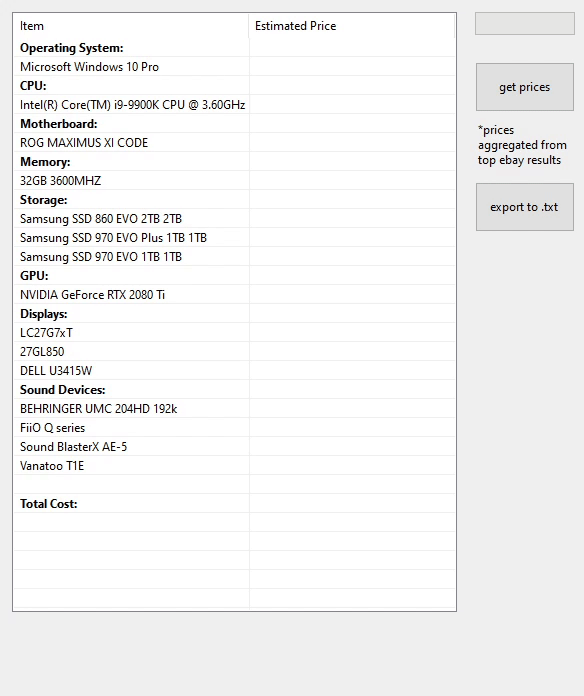 Item Estimated Price
Operating System:
Microsoft Windows 10 Pro
CPU:
Intel(R) Core(TM) i9-9900K CPU @ 3.60GHz
Motherboard:
ROG MAXIMUS XI CODE
Memory:
32GB 3600MHZ
Storage:
Samsung SSD 860 EVO 2TB 2TB
Samsung SSD 970 EVO Plus 1TB 1TB
Samsung SSD 970 EVO 1TB 1TB
GPU:
NVIDIA GeForce RTX 2080 Ti
Displays:
LC27G7xT
27GL850
DELL U3415W
Sound Devices:
BEHRINGER UMC 204HD 192k
FiiO Q series
Sound BlasterX AE-5
Vanatoo T1E
Total Cost:
get prices
*prices
aggregated from
top ebay results
export to .txt